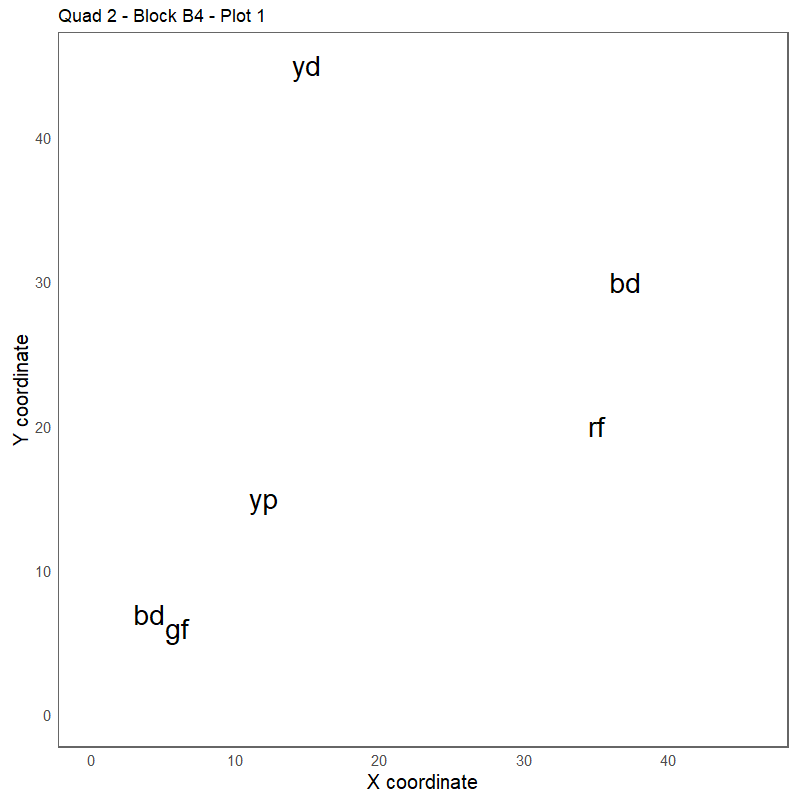 Quad 2 - Block B4 - Plot 1
yd
40
30
bd
Y coordinate
20
rf
yp
10
bd
gf
0
0 10 20 30 40
X coordinate